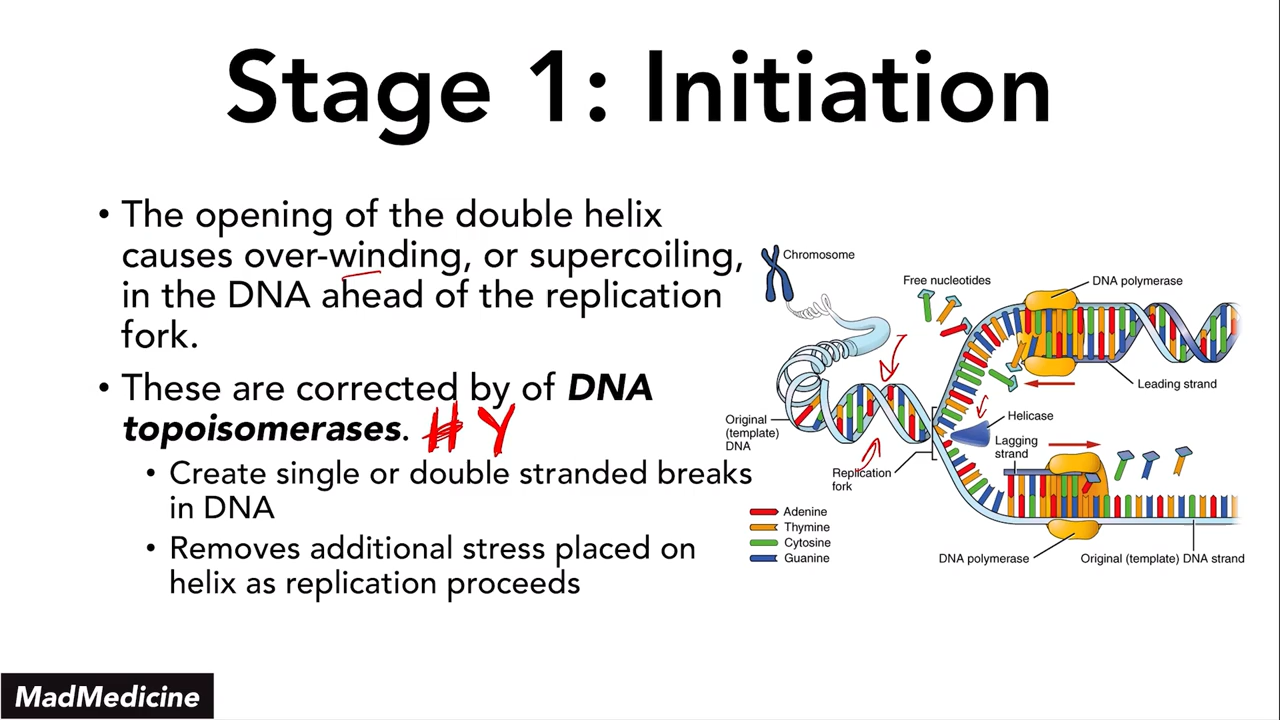 Stage 1: Initiation
• The opening of the double helix
causes over-winding, or supercoiling,
in the DNA ahead of the replication
fork.
• These are corrected by of DNA
topoisomerases. HY
• Create single or double stranded breaks
in DNA
• Removes additional stress placed on
helix as replication proceeds
Chromosome
Free nucleotides
DNA polymerase
Leading strand
Original
(template)
DNA
Helicase
Lagging
strand
Replication
fork
Adenine
Thymine
Cytosine
Guanine
DNA polymerase
Original (template) DNA strand
MadMedicine